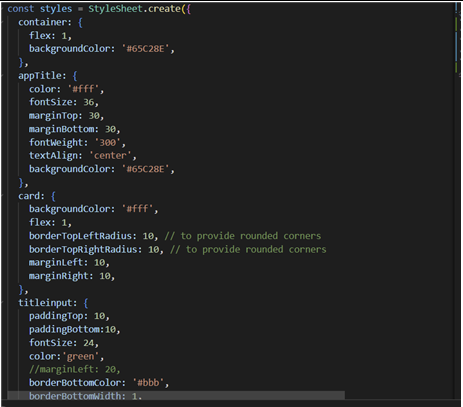 const styles = StyleSheet.create({
container: {
flex: 1,
backgroundColor: '#65C28E',
},
appTitle: {
color: '#fff',
fontSize: 36,
marginTop: 30,
marginBottom: 30,
fontWeight: '300',
textAlign: 'center',
backgroundColor: '#65C28E',
},
card: {
backgroundColor: '#fff',
flex: 1,
borderTopLeftRadius: 10, // to provide rounded corners
borderTopRightRadius: 10, // to provide rounded corners
marginLeft: 10,
marginRight: 10,
},
titleinput: {
paddingTop: 10,
paddingBottom:10,
fontSize: 24,
color:'green',
//marginLeft: 20,
borderBottomColor: '#bbb',
borderBottomWidth: 1,